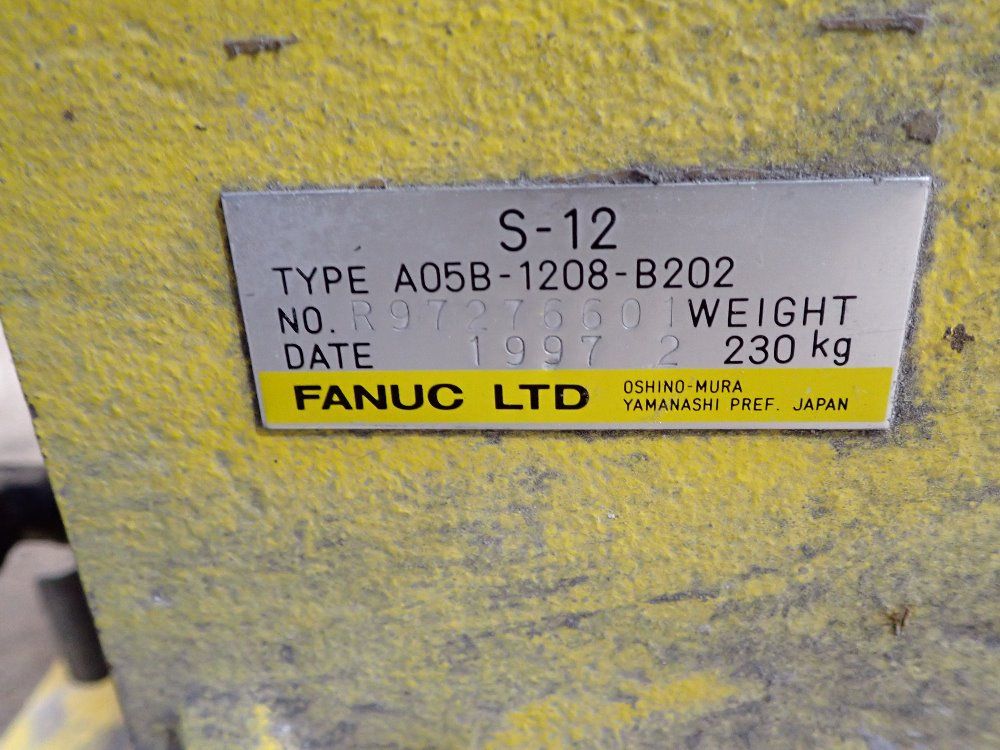 S-12
TYPE A05B-1208-B202
NO. R97276601 WEIGHT
DATE 1997 2 230 kg
FANUC LTD OSHINO-MURA
YAMANASHI PREF. JAPAN